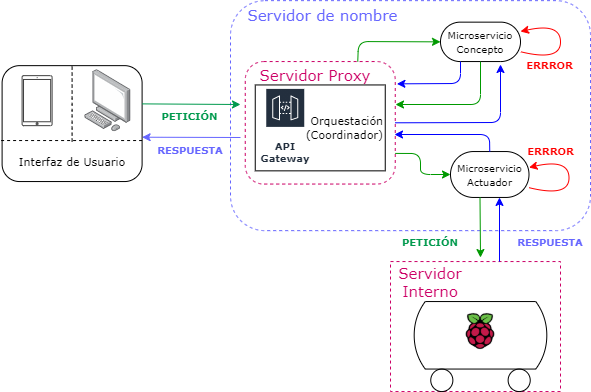 Servidor de nombre
Microservicio
Concepto
ERRROR
Servidor Proxy
PETICIÓN
Orquestación
(Coordinador)
API
Gateway
RESPUESTA
Interfaz de Usuario
ERRROR
Microservicio
Actuador
PETICIÓN
RESPUESTA
Servidor
Interno